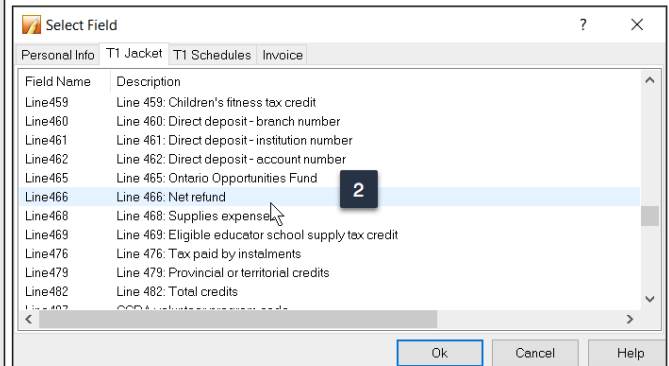 Select Field ? ×
Personal Info T1 Jacket T1 Schedules Invoice
Field Name Description
Line459 Line 459: Children's fitness tax credit
Line460 Line 460: Direct deposit - branch number
Line461 Line 461: Direct deposit - institution number
Line462 Line 462: Direct deposit - account number
Line465 Line 465: Ontario Opportunities Fund
2
Line466 Line 466: Net refund
Line468 Line 468: Supplies expense
Line469 Line 469: Eligible educator school supply tax credit
Line476 Line 476: Tax paid by instalments
Line479 Line 479: Provincial or territorial credits
Line482 Line 482: Total credits
Ok Cancel Help